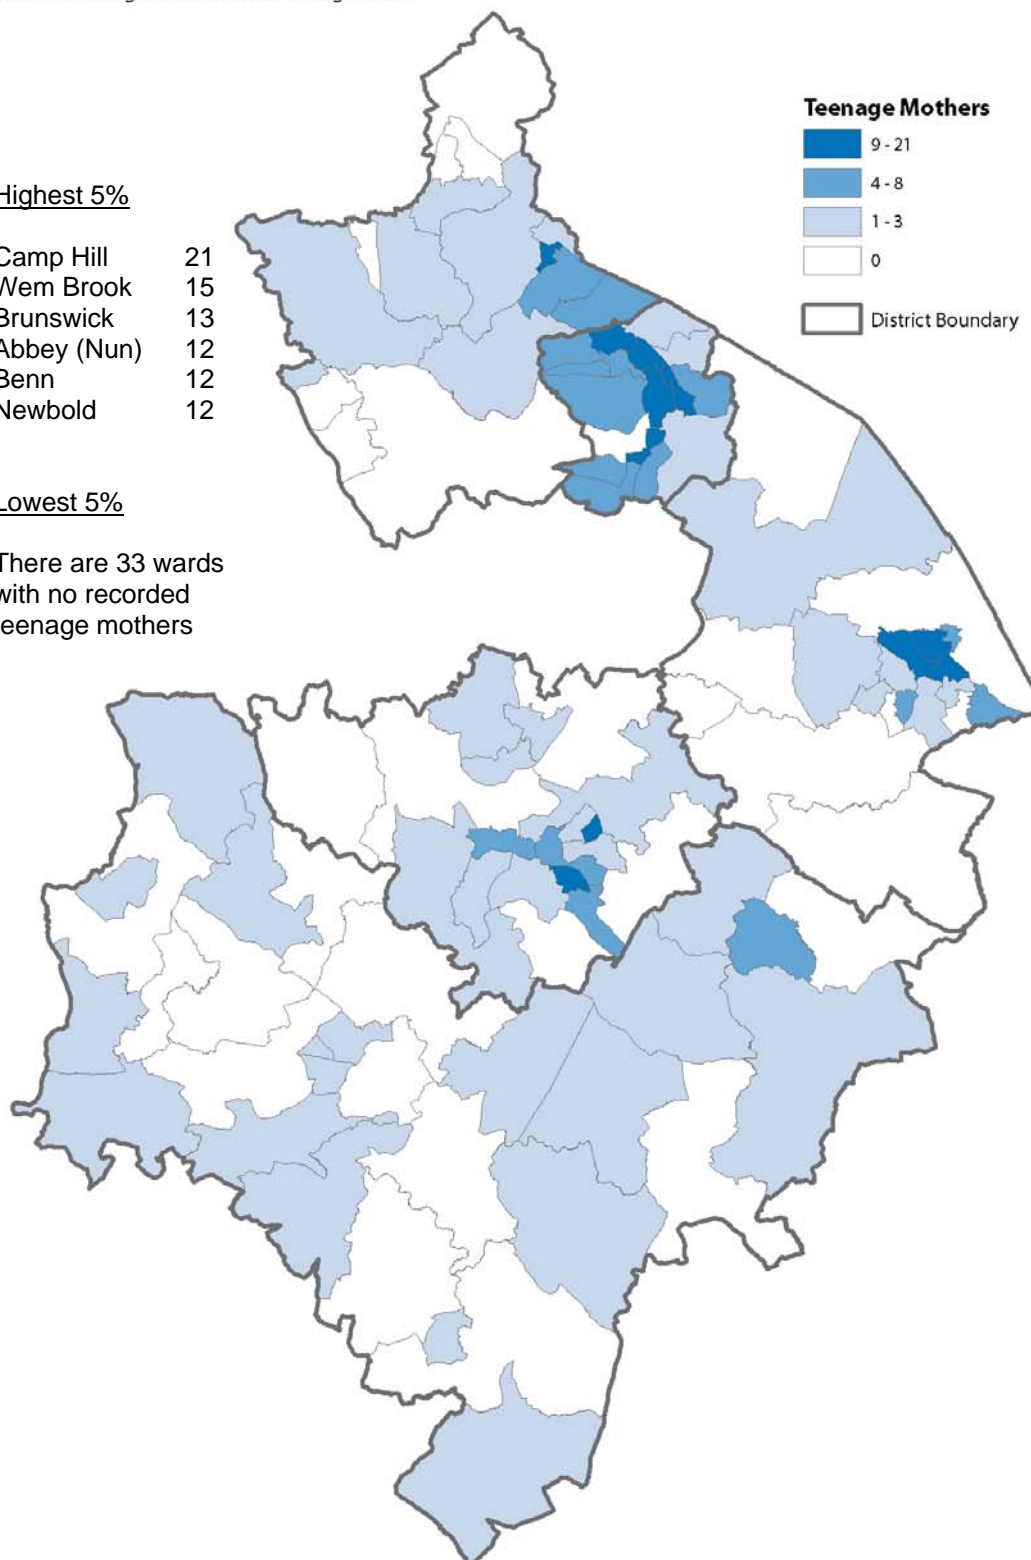 Teenage Mothers
9 - 21
4 - 8
1 - 3
0
District Boundary
Highest 5%
Camp Hill 21
Wem Brook 15
Brunswick 13
Abbey (Nun) 12
Benn 12
Newbold 12
Lowest 5%
There are 33 wards
with no recorded
teenage mothers